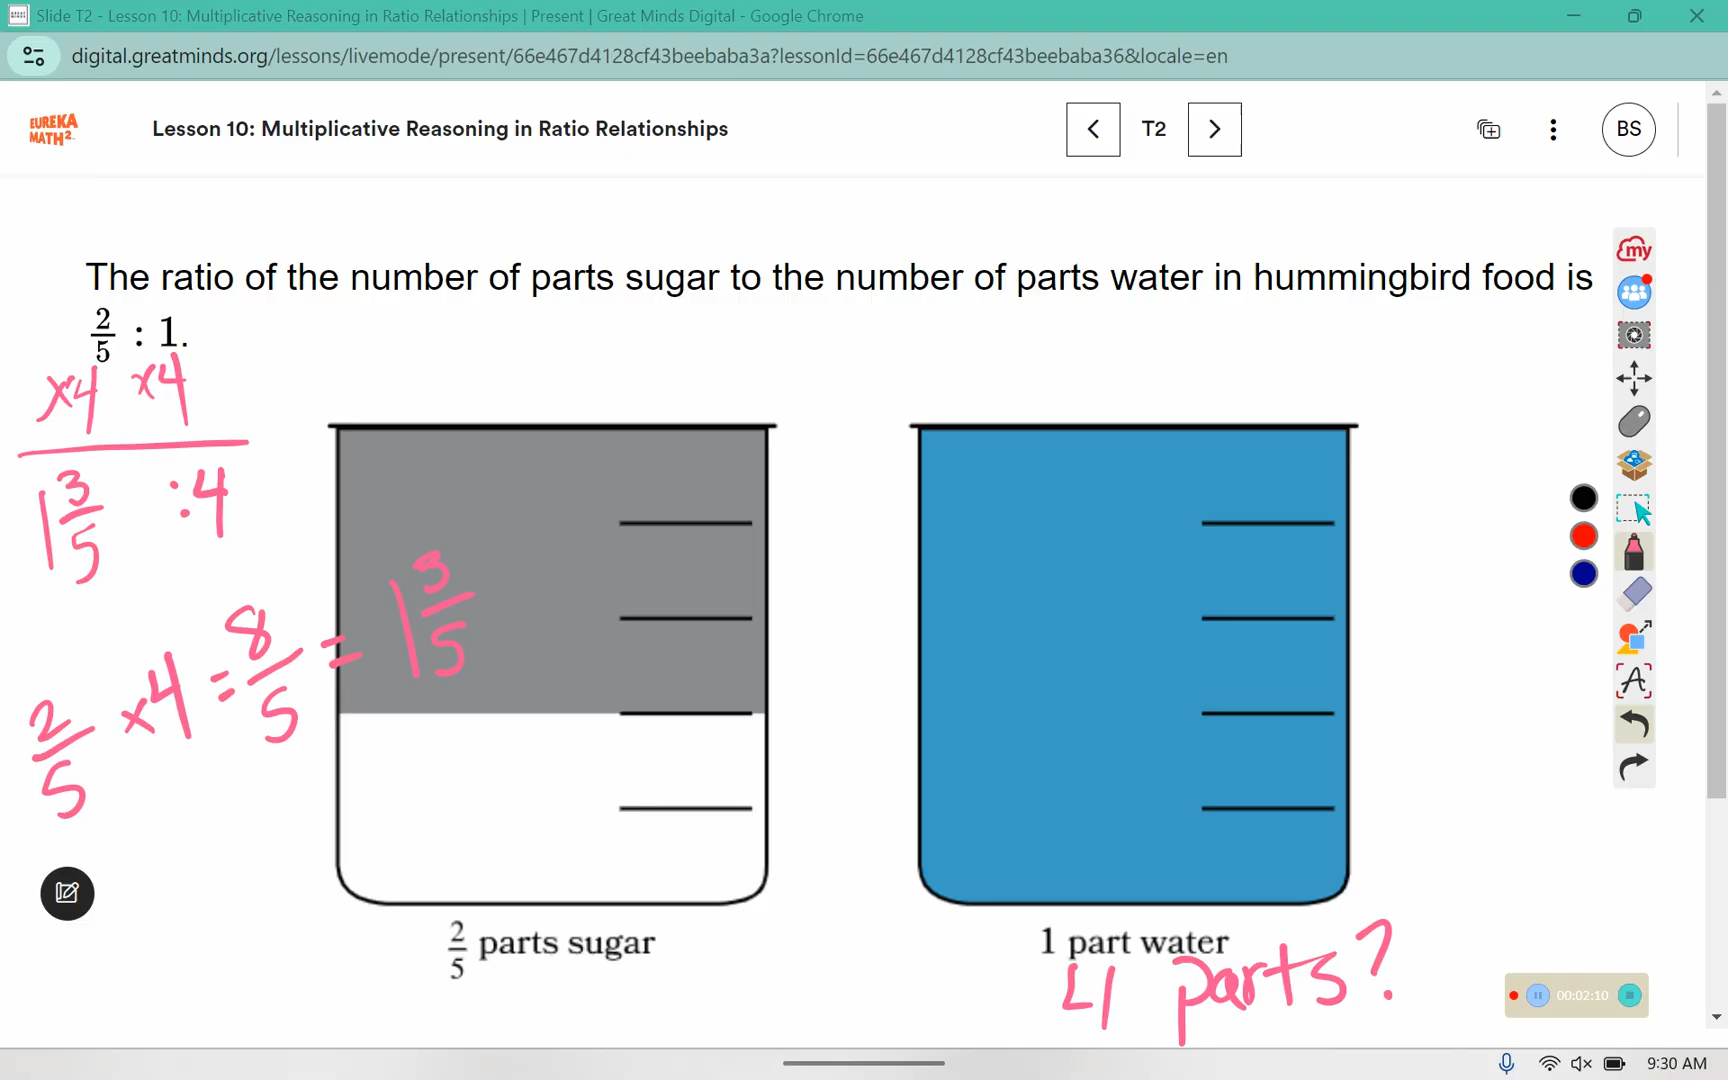 Slide T2 - Lesson 10: Multiplicative Reasoning in Ratio Relationships | Present | Great Minds Digital - Google Chrome
digital.greatminds.org/lessons/livemode/present/66e467d4128cf43beebaba3a?lessonId=66e467d4128cf43beebaba36&locale=en
EUREKA
MATH²
Lesson 10: Multiplicative Reasoning in Ratio Relationships
T2
BS
my
The ratio of the number of parts sugar to the number of parts water in hummingbird food is
2/5 : 1.
x4 x4
1 3/5 : 4
2/5 x4 = 8/5 = 1 3/5
A
2/5 parts sugar
1 part water
4 parts?
00:02:10
9:30 AM